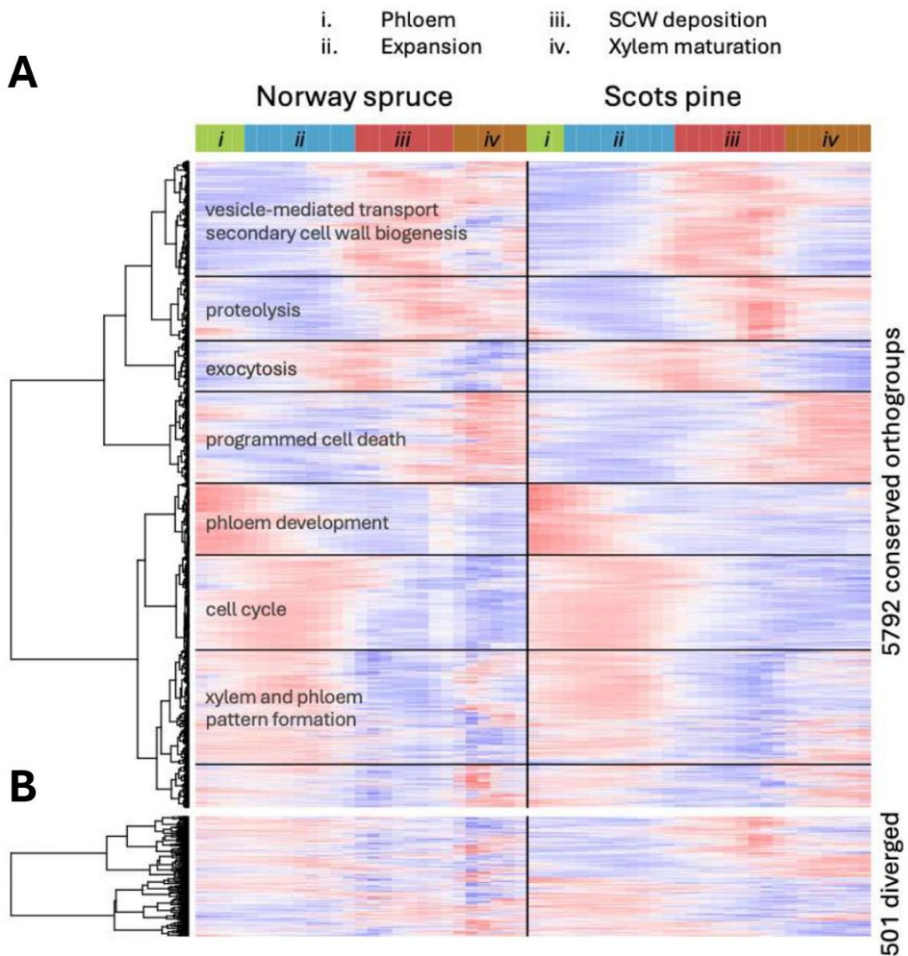 i. Phloem iii. SCW deposition
ii. Expansion iv. Xylem maturation
A
Norway spruce Scots pine
i ii iii iv i ii iii iv
vesicle-mediated transport
secondary cell wall biogenesis
proteolysis
exocytosis
programmed cell death
phloem development
cell cycle
xylem and phloem
pattern formation
5792 conserved orthogroups
B
501 diverged